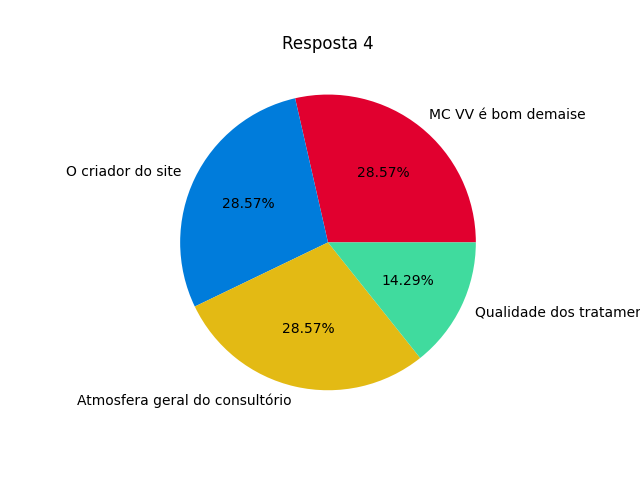 Resposta 4
MC VV é bom demaise
O criador do site
28.57%
28.57%
14.29%
Qualidade dos
28.57%
Atmosfera geral do consultório